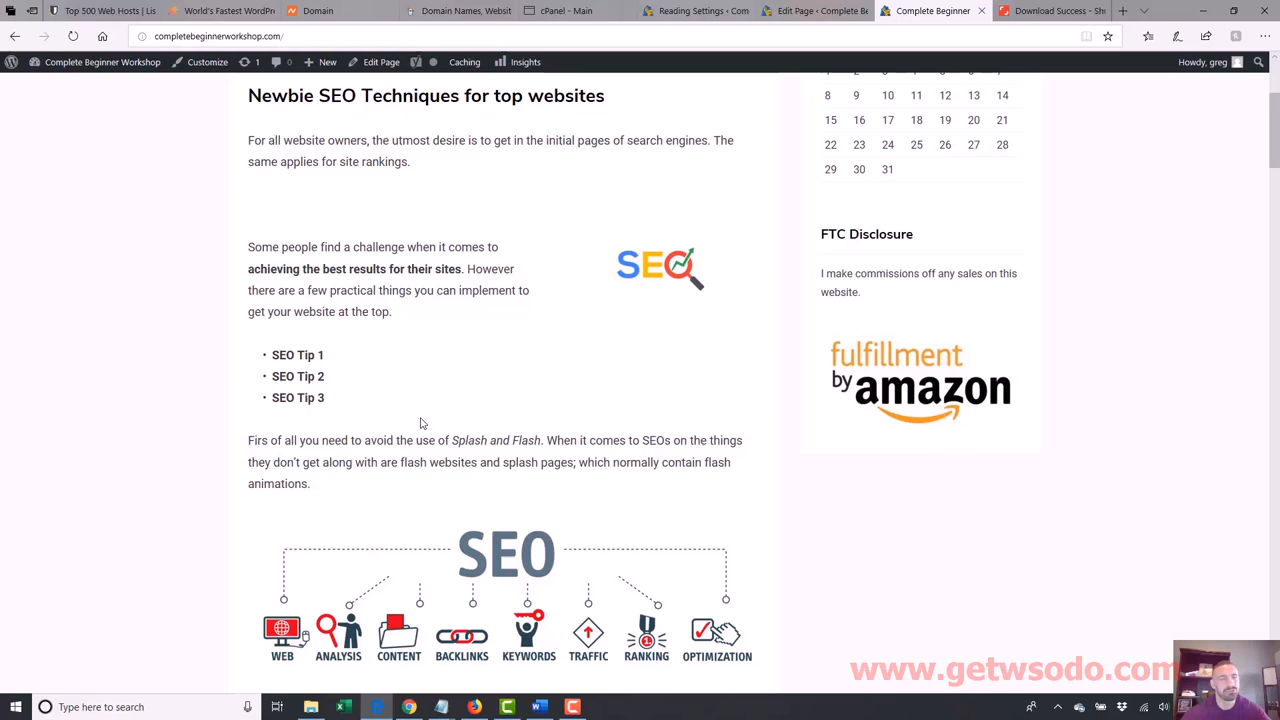 Top 500 Web Hosts | Lis
World's Fastest WordPr
Domain
Domain Names, Websit
cPanel - Main
Reading Settings < Com
Edit Page < Complete Be
Complete Beginner
Download Success - Shu
completebeginnerworkshop.com/
Complete Beginner Workshop
Customize
1
0
New
Edit Page
Caching
Insights
Howdy, greg
Newbie SEO Techniques for top websites
For all website owners, the utmost desire is to get in the initial pages of search engines. The
same applies for site rankings.
Some people find a challenge when it comes to
achieving the best results for their sites. However
there are a few practical things you can implement to
get your website at the top.
SEO
• SEO Tip 1
• SEO Tip 2
• SEO Tip 3
Firs of all you need to avoid the use of Splash and Flash. When it comes to SEOs on the things
they don't get along with are flash websites and splash pages; which normally contain flash
animations.
SEO
WEB ANALYSIS CONTENT BACKLINKS KEYWORDS TRAFFIC RANKING OPTIMIZATION
8 9 10 11 12 13 14
15 16 17 18 19 20 21
22 23 24 25 26 27 28
29 30 31
FTC Disclosure
I make commissions off any sales on this
website.
fulfillment
by amazon
www.getwsodo.com
Type here to search